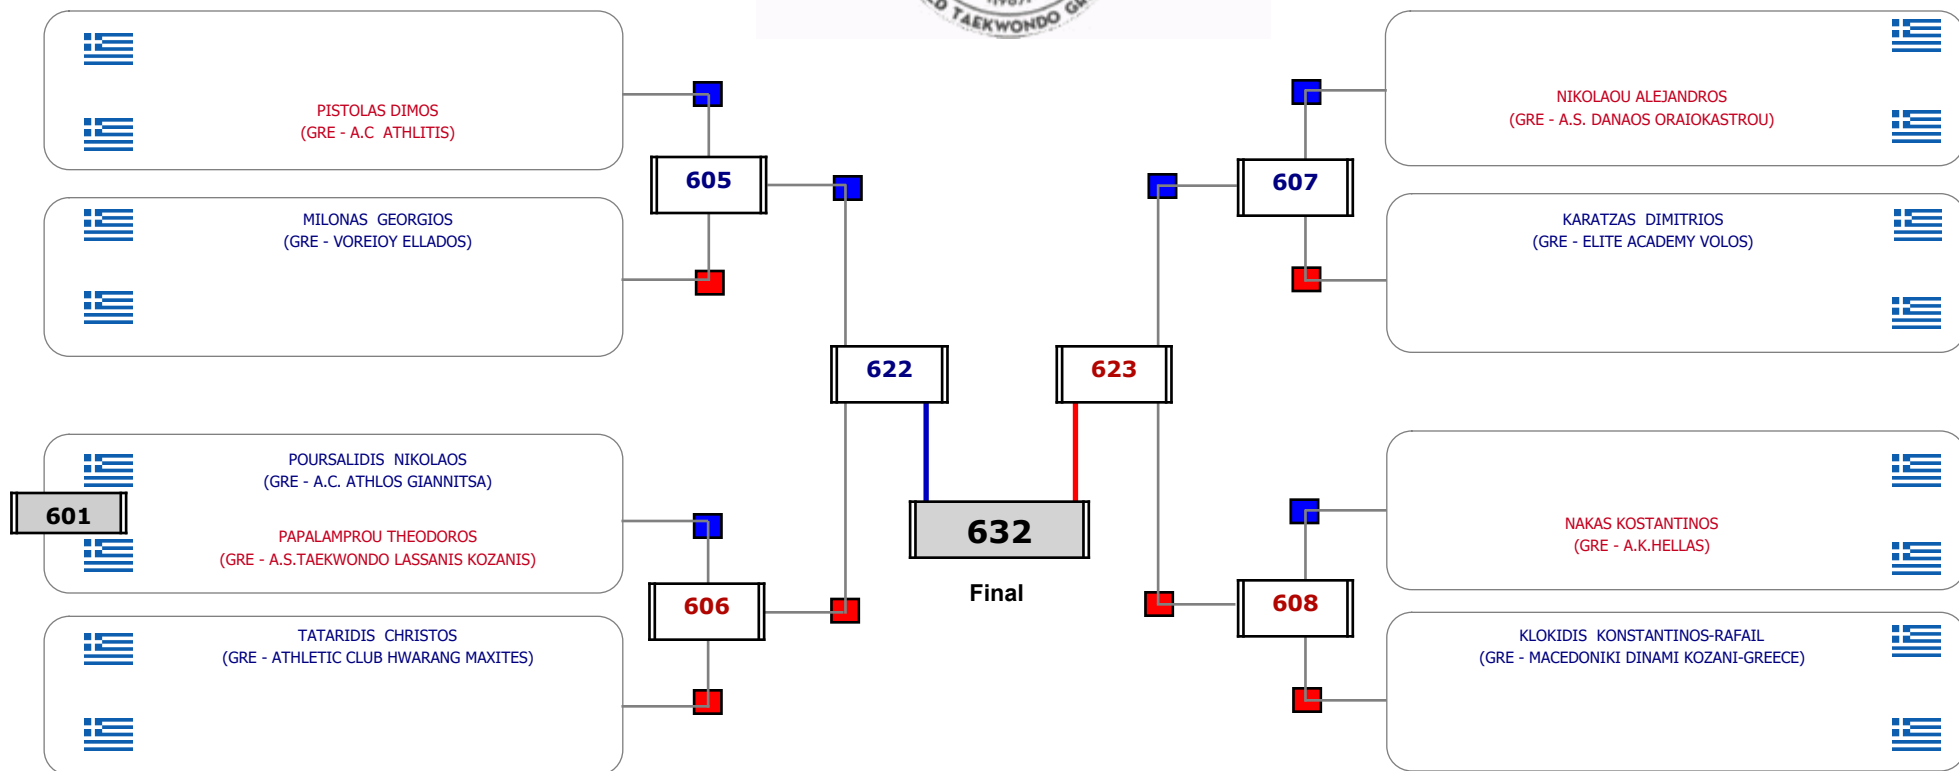 TAEKWONDO
PISTOLAS DIMOS
(GRE - A.C ATHLITIS)
605
MILONAS GEORGIOS
(GRE - VOREIOY ELLADOS)
622
601
POURSALIDIS NIKOLAOS
(GRE - A.C. ATHLOS GIANNITSA)
PAPALAMPROU THEODOROS
(GRE - A.S.TAEKWONDO LASSANIS KOZANIS)
606
TATARIDIS CHRISTOS
(GRE - ATHLETIC CLUB HWARANG MAXITES)
632
Final
NIKOLAOU ALEJANDROS
(GRE - A.S. DANAOS ORAIOKASTROU)
607
KARATZAS DIMITRIOS
(GRE - ELITE ACADEMY VOLOS)
623
NAKAS KOSTANTINOS
(GRE - A.K.HELLAS)
608
KLOKIDIS KONSTANTINOS-RAFAIL
(GRE - MACEDONIKI DINAMI KOZANI-GREECE)